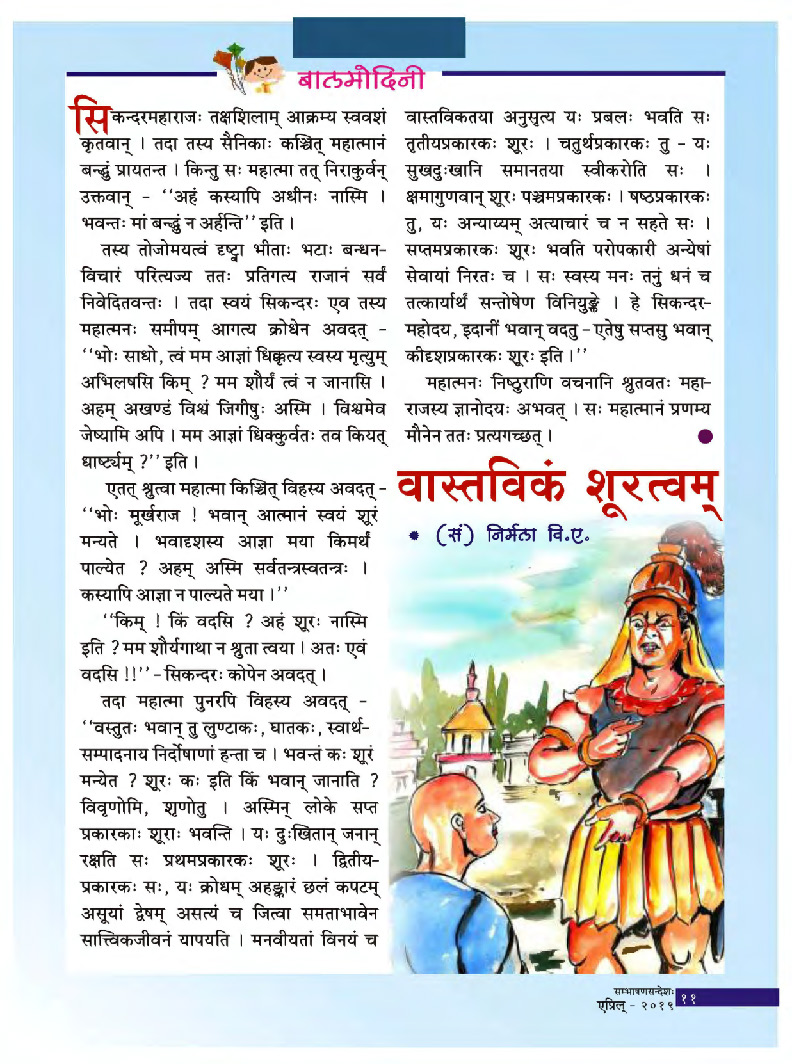 बालमोदिनी
सिकन्दरमहाराजः तक्षशिलाम् आक्रम्य स्ववशं
कृतवान् । तदा तस्य सैनिकाः कञ्चित् महात्मानं
बन्द्धुं प्रायतन्त । किन्तु सः महात्मा तत् निराकुर्वन्
उक्तवान् - ‘‘अहं कस्यापि अधीनः नास्मि ।
भवन्तः मां बन्द्धुं न अर्हन्ति’’ इति ।
तस्य तोजोमयत्वं दृष्ट्वा भीताः भटाः बन्धन-
विचारं परित्यज्य ततः प्रतिगत्य राजानं सर्वं
निवेदितवन्तः । तदा स्वयं सिकन्दरः एव तस्य
महात्मनः समीपम् आगत्य क्रोधेन अवदत् -
‘‘भोः साधो, त्वं मम आज्ञां धिक्कृत्य स्वस्य मृत्युम्
अभिलषसि किम् ? मम शौर्यं त्वं न जानासि ।
अहम् अखण्डं विश्वं जिगीषुः अस्मि । विश्वमेव
जेष्यामि अपि । मम आज्ञां धिक्कुर्वतः तव कियत्
धार्ष्ट्यम् ?’’ इति ।
एतत् श्रुत्वा महात्मा किञ्चित् विहस्य अवदत् -
‘‘भोः मूर्खराज ! भवान् आत्मानं स्वयं शूरं
मन्यते । भवादृशस्य आज्ञा मया किमर्थं
पाल्येत ? अहम् अस्मि सर्वतन्त्रस्वतन्त्रः ।
कस्यापि आज्ञा न पाल्यते मया ।’’
‘‘किम् ! किं वदसि ? अहं शूरः नास्मि
इति ? मम शौर्यगाथा न श्रुता त्वया । अतः एवं
वदसि !!’’ - सिकन्दरः कोपेन अवदत् ।
तदा महात्मा पुनरपि विहस्य अवदत् -
‘‘वस्तुतः भवान् तु लुण्टाकः, घातकः, स्वार्थ-
सम्पादनाय निर्दोषाणां हन्ता च । भवन्तं कः शूरं
मन्येत ? शूरः कः इति किं भवान् जानाति ?
विवृणोमि, शृणोतु । अस्मिन् लोके सप्त
प्रकारकाः शूराः भवन्ति । यः दुःखितान् जनान्
रक्षति सः प्रथमप्रकारकः शूरः । द्वितीय-
प्रकारकः सः, यः क्रोधम् अहङ्कारं छलं कपटम्
असूयां द्वेषम् असत्यं च जित्वा समताभावेन
सात्त्विकजीवनं यापयति । मनवीयतां विनयं च
वास्तविकतया अनुसृत्य यः प्रबलः भवति सः
तृतीयप्रकारकः शूरः । चतुर्थप्रकारकः तु - यः
सुखदुःखानि समानतया स्वीकरोति सः ।
क्षमागुणवान् शूरः पञ्चमप्रकारकः । षष्ठप्रकारकः
तु, यः अन्याय्यम् अत्याचारं च न सहते सः ।
सप्तमप्रकारकः शूरः भवति परोपकारी अन्येषां
सेवायां निरतः च । सः स्वस्य मनः तनुं धनं च
तत्कार्यार्थं सन्तोषेण विनियुङ्क्ते । हे सिकन्दर-
महोदय, इदानीं भवान् वदतु - एतेषु सप्तसु भवान्
कीदृशप्रकारकः शूरः इति ।’’
महात्मनः निष्ठुराणि वचनानि श्रुतवतः महा-
राजस्य ज्ञानोदयः अभवत् । सः महात्मानं प्रणम्य
मौनेन ततः प्रत्यगच्छत् ।
वास्तविकं शूरत्वम्
* (सं) निर्मला वि.ए.
सम्भाषणसन्देशः
एप्रिल् - २०१९ ११